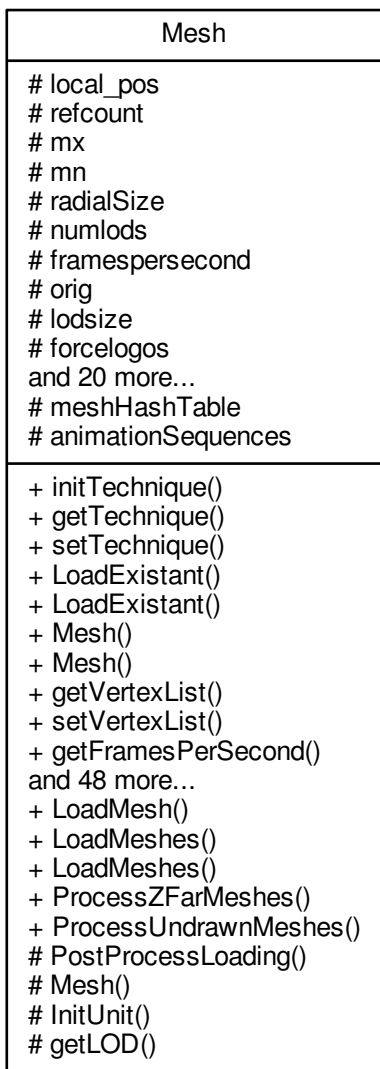 Mesh
# local_pos
# refcount
# mx
# mn
# radialSize
# numlods
# framespersecond
# orig
# lodsize
# forcelogos
and 20 more...
# meshHashTable
# animationSequences
+ initTechnique()
+ getTechnique()
+ setTechnique()
+ LoadExistant()
+ LoadExistant()
+ Mesh()
+ Mesh()
+ getVertexList()
+ setVertexList()
+ getFramesPerSecond()
and 48 more...
+ LoadMesh()
+ LoadMeshes()
+ LoadMeshes()
+ ProcessZFarMeshes()
+ ProcessUndrawnMeshes()
# PostProcessLoading()
# Mesh()
# InitUnit()
# getLOD()